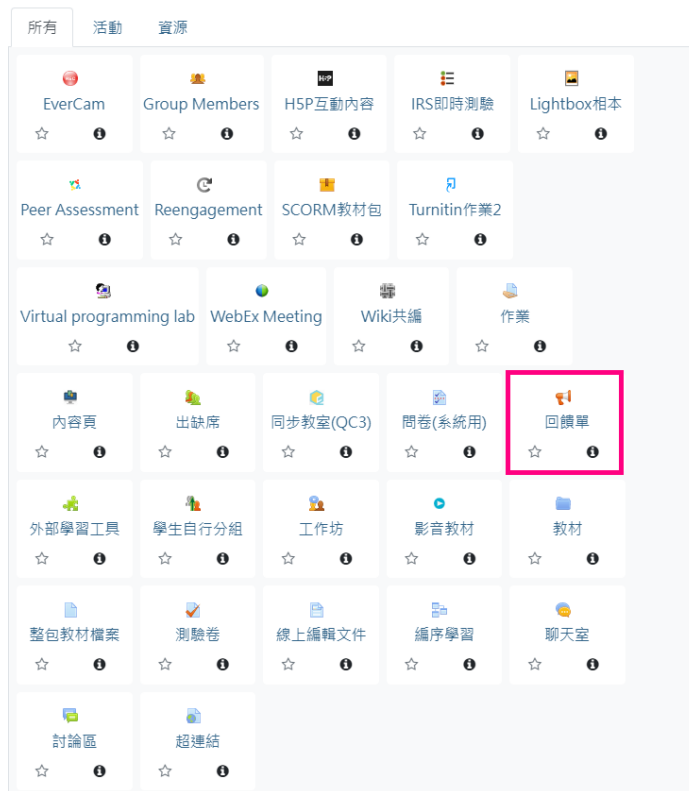 所有 活動 資源
EverCam Group Members H5P互動內容 IRS即時測驗 Lightbox相本
Peer Assessment Reengagement SCORM教材包 Turnitin作業2
Virtual programming lab WebEx Meeting Wiki共編 作業
內容頁 出缺席 同步教室(QC3) 問卷(系統用) 回饋單
外部學習工具 學生自行分組 工作坊 影音教材 教材
整包教材檔案 測驗卷 線上編輯文件 編序學習 聊天室
討論區 超連結